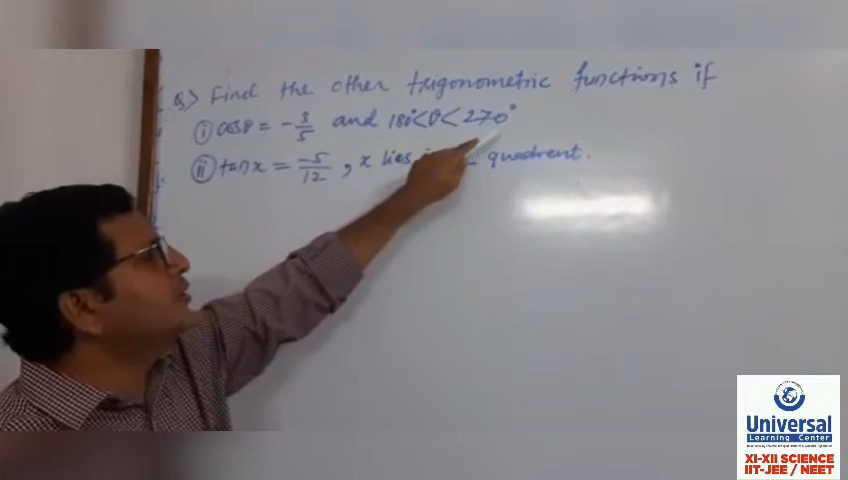 Q> Find the other trigonometric functions if
(i) cosθ = -3/5 and 180°<θ<270°
(ii) tanx = -5/12, x lies quadrent.
Universal
Learning Center
XI-XII SCIENCE
IIT-JEE / NEET